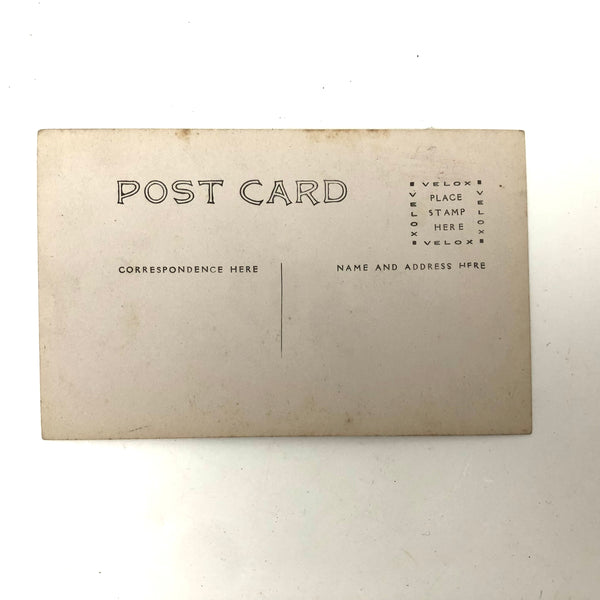 POST CARD
VELOX
VELOX
PLACE
STAMP
HERE
VELOX
VELOX
CORRESPONDENCE HERE
NAME AND ADDRESS HERE